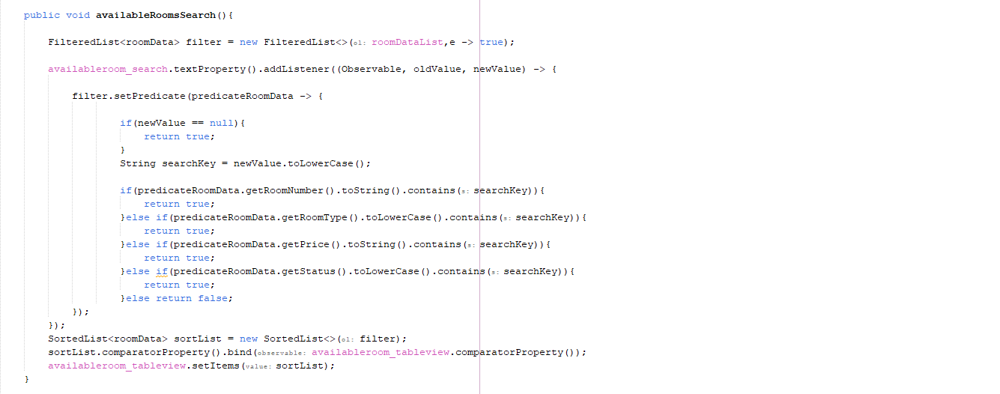 public void availableRoomsSearch(){
FilteredList<roomData> filter = new FilteredList<>(ol: roomDataList,e -> true);
availableroom_search.textProperty().addListener((Observable, oldValue, newValue) -> {
filter.setPredicate(predicateRoomData -> {
if(newValue == null){
return true;
}
String searchKey = newValue.toLowerCase();
if(predicateRoomData.getRoomNumber().toString().contains(s: searchKey)){
return true;
}else if(predicateRoomData.getRoomType().toLowerCase().contains(s: searchKey)){
return true;
}else if(predicateRoomData.getPrice().toString().contains(s: searchKey)){
return true;
}else if(predicateRoomData.getStatus().toLowerCase().contains(s: searchKey)){
return true;
}else return false;
});
});
SortedList<roomData> sortList = new SortedList<>(ol: filter);
sortList.comparatorProperty().bind(observable: availableroom_tableview.comparatorProperty());
availableroom_tableview.setItems(value: sortList);
}